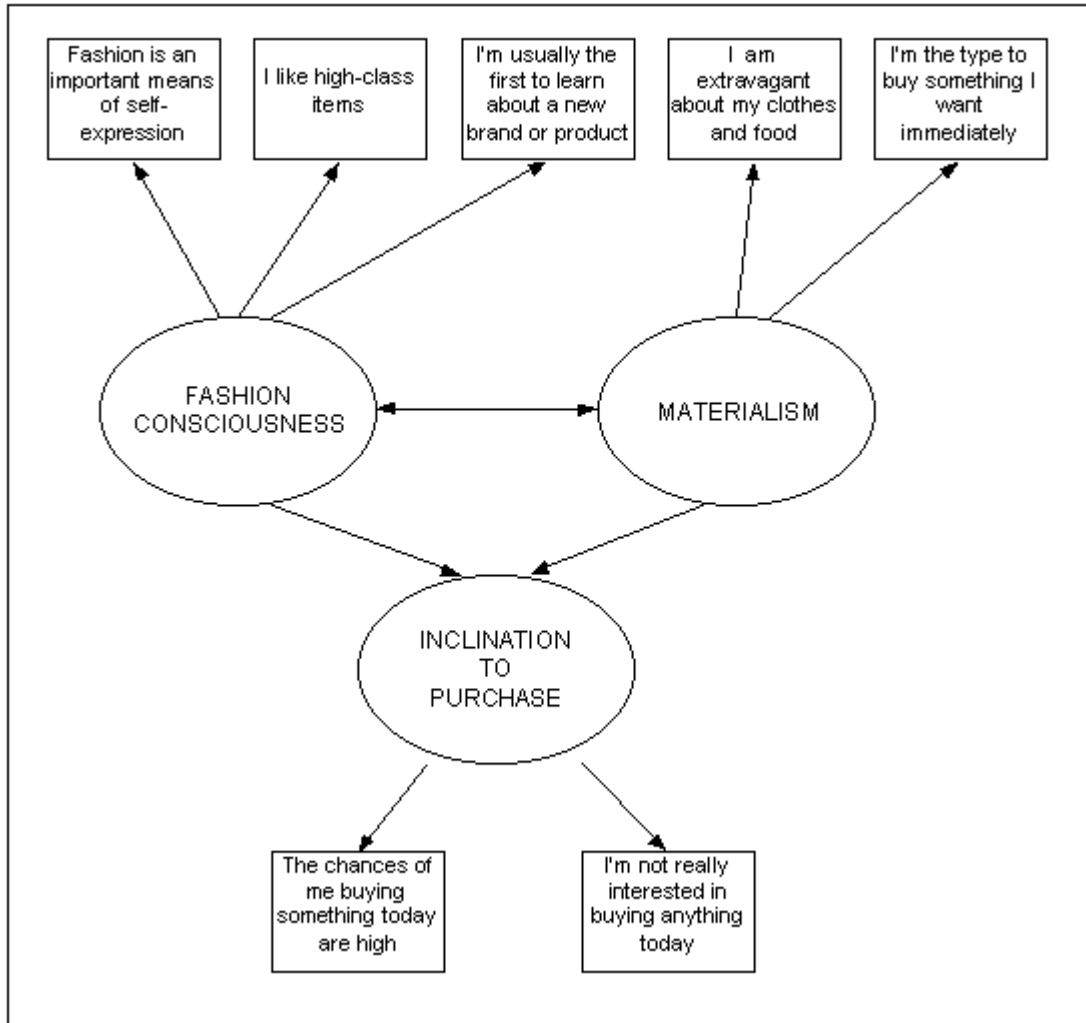 Fashion is an
important means
of self-
expression
I like high-class
items
I'm usually the
first to learn
about a new
brand or product
I am
extravagant
about my clothes
and food
I'm the type to
buy something I
want
immediately
FASHION
CONSCIOUSNESS
MATERIALISM
INCLINATION
TO
PURCHASE
The chances of
me buying
something today
are high
I'm not really
interested in
buying anything
today